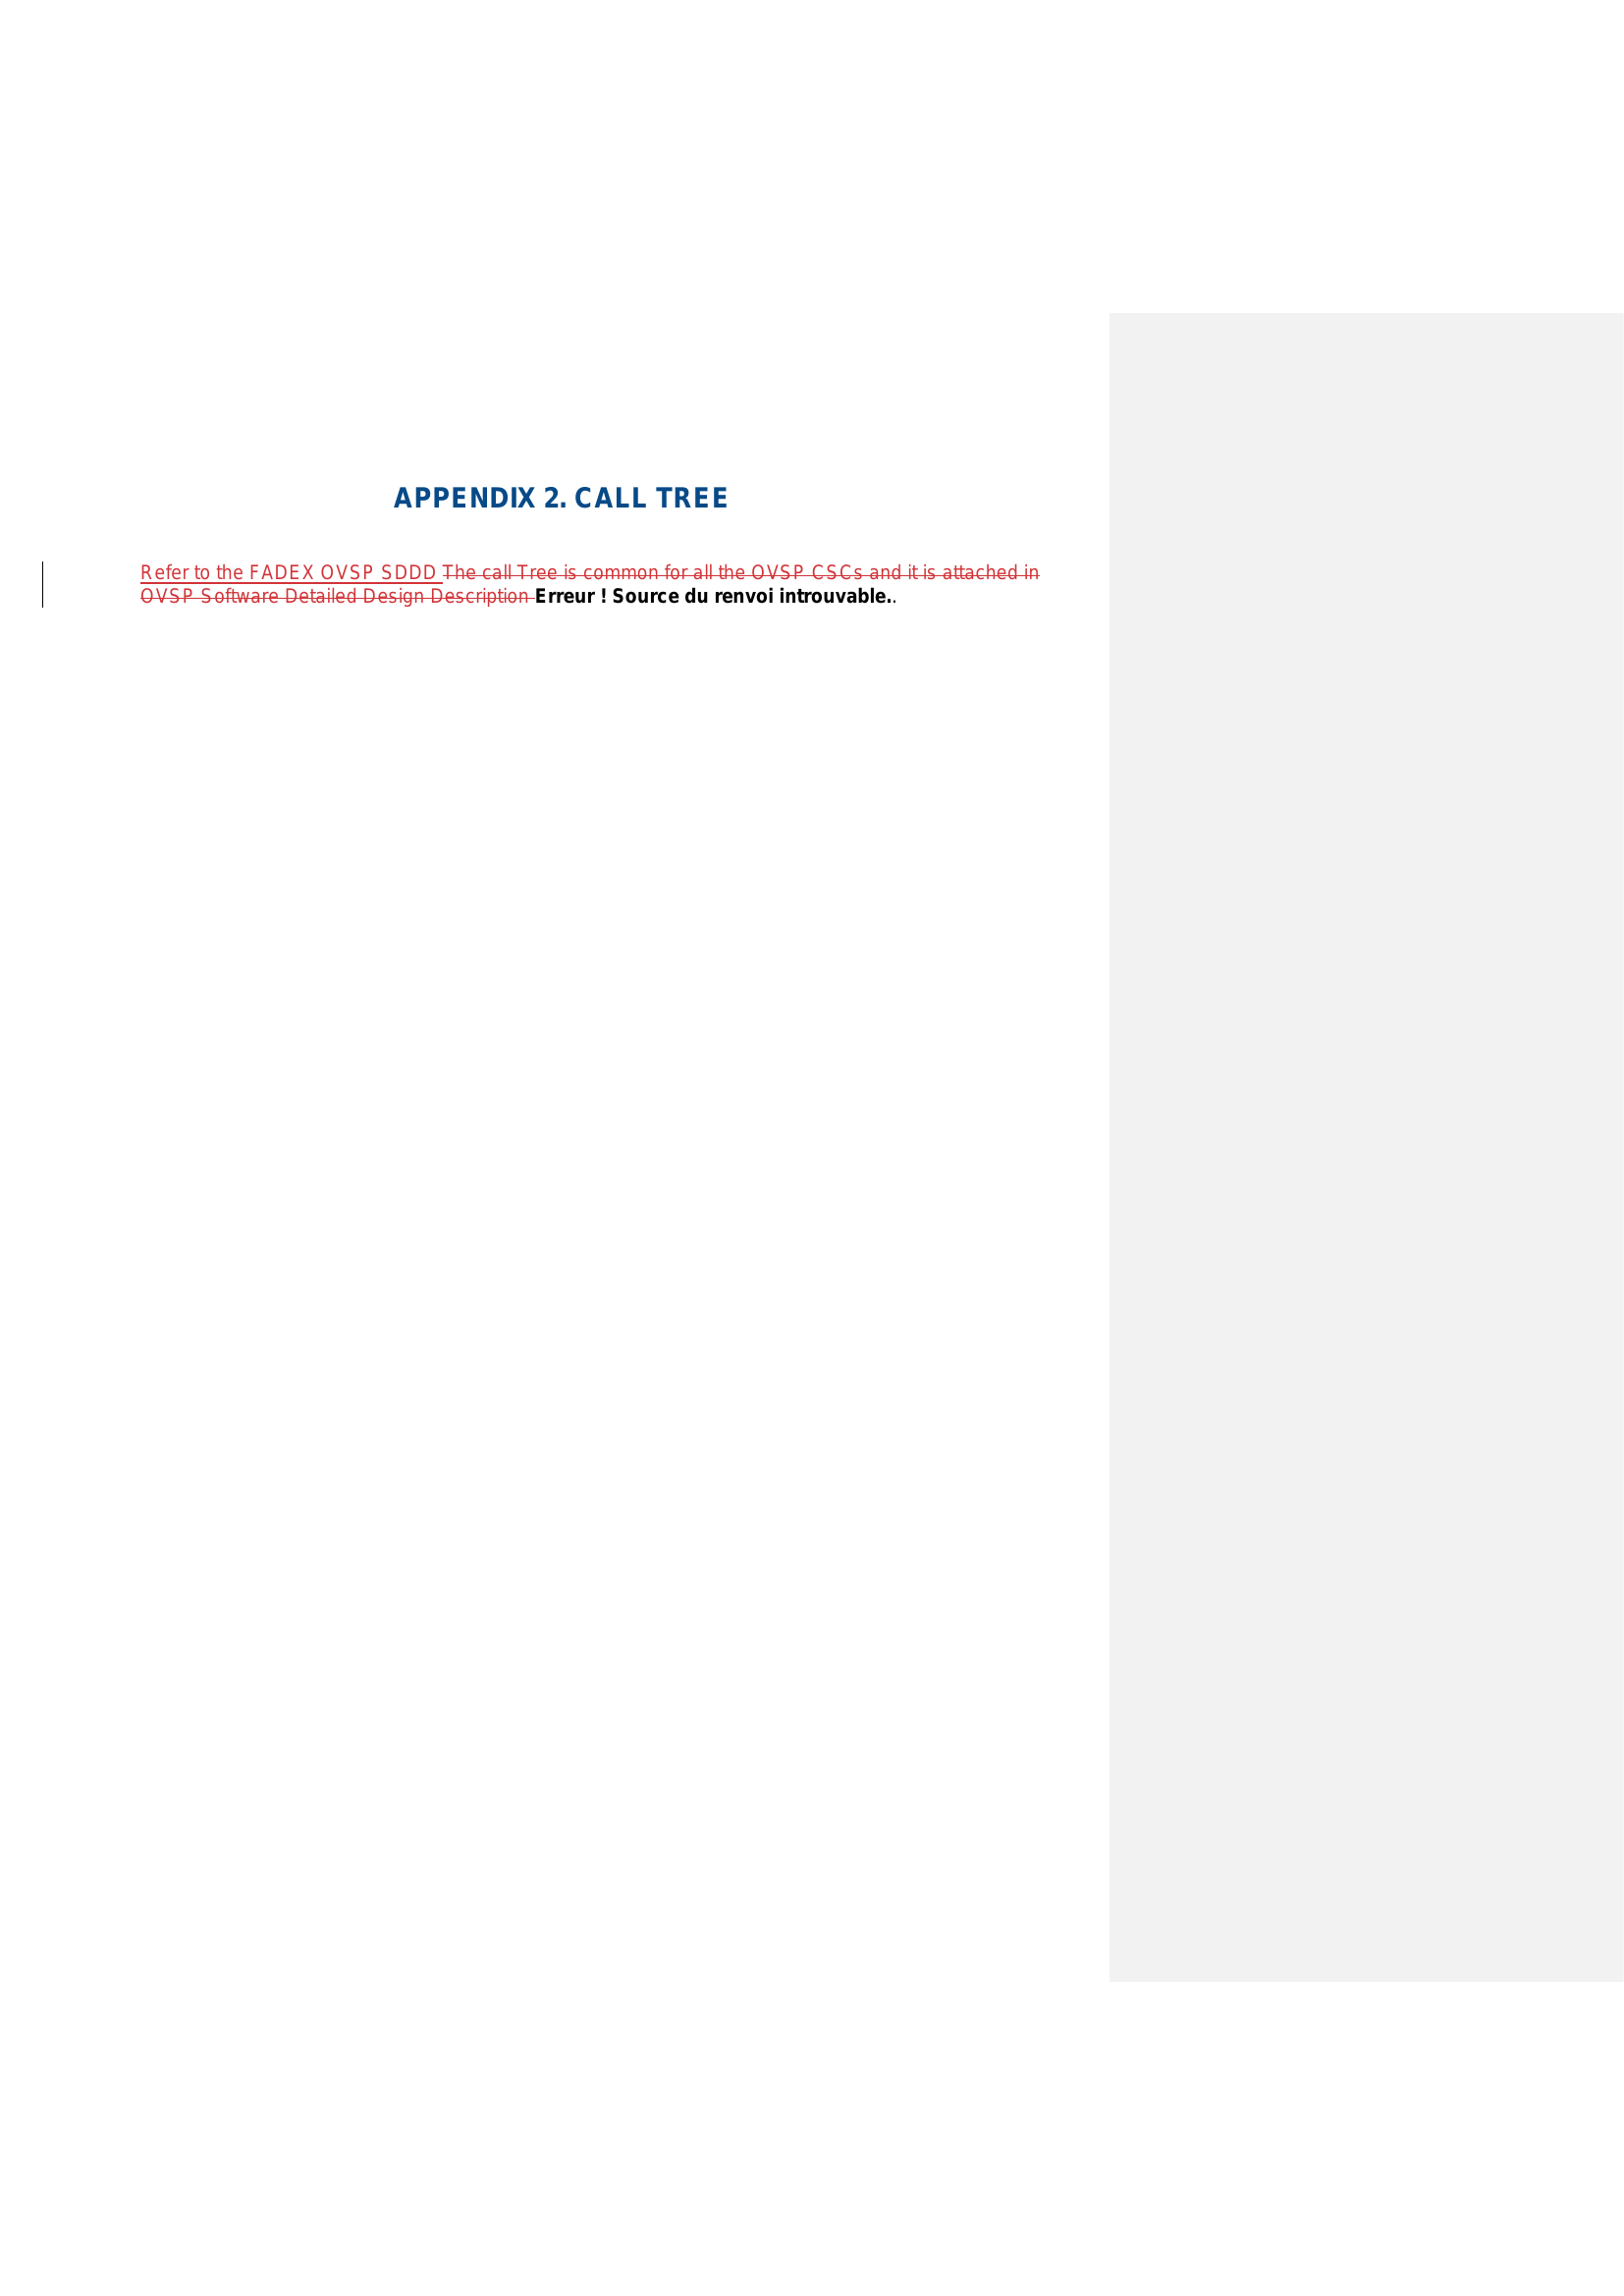 APPENDIX 2. CALL TREE
Refer to the FADEX OVSP SDDD The call Tree is common for all the OVSP CSCs and it is attached in
OVSP Software Detailed Design Description Erreur ! Source du renvoi introuvable..